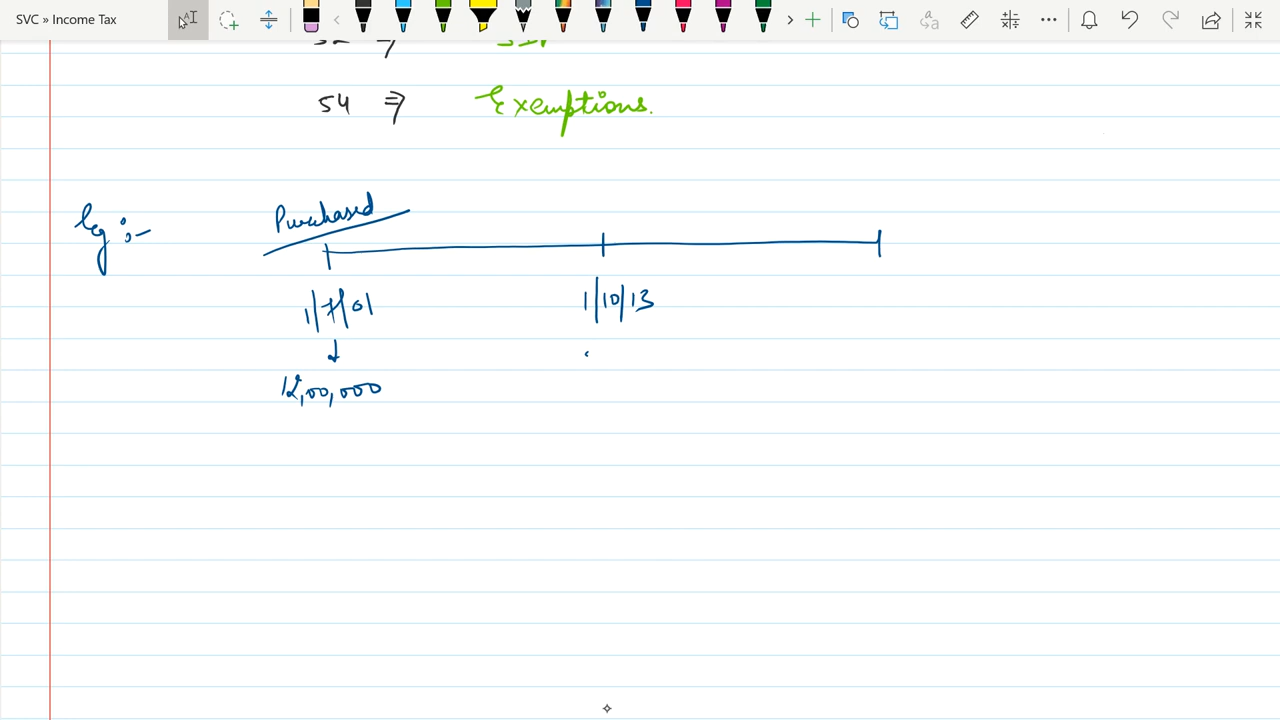 SVC » Income Tax
54 ⇒ Exemptions.
Eg :-
Purchased
1/7/01 1/10/13
↓
12,00,000